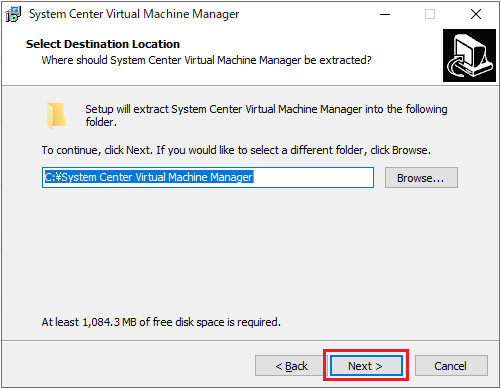 System Center Virtual Machine Manager
Select Destination Location
Where should System Center Virtual Machine Manager be extracted?
Setup will extract System Center Virtual Machine Manager into the following
folder.
To continue, click Next. If you would like to select a different folder, click Browse.
C:¥System Center Virtual Machine Manager
Browse...
At least 1,084.3 MB of free disk space is required.
< Back
Next >
Cancel